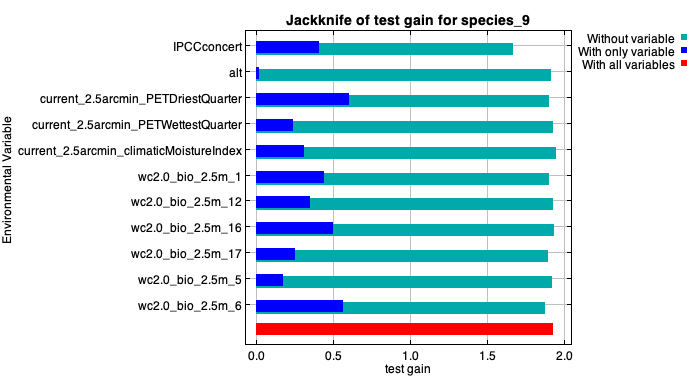 Jackknife of test gain for species_9
Without variable
With only variable
With all variables
Environmental Variable
IPCCconcert
alt
current_2.5arcmin_PETDriestQuarter
current_2.5arcmin_PETWettestQuarter
current_2.5arcmin_climaticMoistureIndex
wc2.0_bio_2.5m_1
wc2.0_bio_2.5m_12
wc2.0_bio_2.5m_16
wc2.0_bio_2.5m_17
wc2.0_bio_2.5m_5
wc2.0_bio_2.5m_6
0.0 0.5 1.0 1.5 2.0
test gain